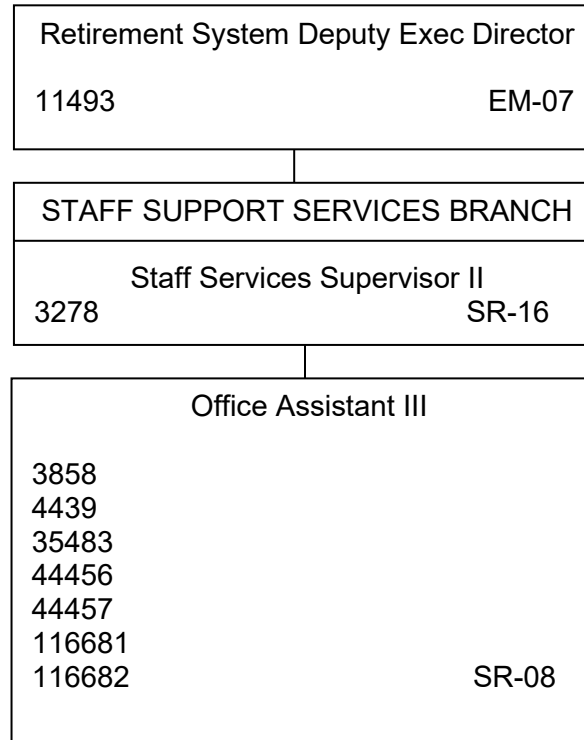 Retirement System Deputy Exec Director
11493 EM-07
STAFF SUPPORT SERVICES BRANCH
Staff Services Supervisor II
3278 SR-16
Office Assistant III
3858
4439
35483
44456
44457
116681
116682 SR-08